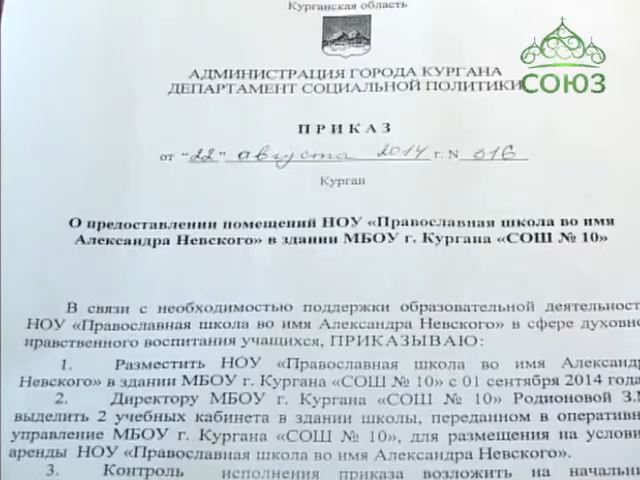 Курганская область
СОЮЗ
АДМИНИСТРАЦИЯ ГОРОДА КУРГАНА
ДЕПАРТАМЕНТ СОЦИАЛЬНОЙ ПОЛИТИКИ
ПРИКАЗ
от "22" августа 2014 г. N 916
Курган
О предоставлении помещений НОУ «Православная школа во имя
Александра Невского» в здании МБОУ г. Кургана «СОШ № 10»
В связи с необходимостью поддержки образовательной деятельност
НОУ «Православная школа во имя Александра Невского» в сфере духовно
нравственного воспитания учащихся, ПРИКАЗЫВАЮ:
1. Разместить НОУ «Православная школа во имя Александр
Невского» в здании МБОУ г. Кургана «СОШ № 10» с 01 сентября 2014 года
2. Директору МБОУ г. Кургана «СОШ № 10» Родионовой З.М
выделить 2 учебных кабинета в здании школы, переданном в оперативн
управление МБОУ г. Кургана «СОШ № 10», для размещения на услови
аренды НОУ «Православная школа во имя Александра Невского».
3. Контроль исполнения приказа возложить на начальни